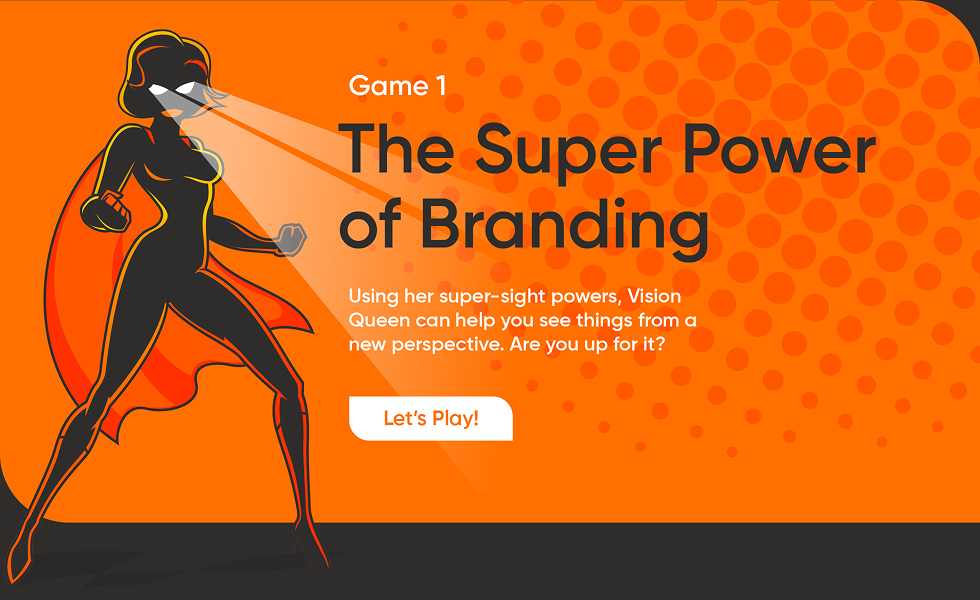 Game 1
The Super Power
of Branding
Using her super-sight powers, Vision
Queen can help you see things from a
new perspective. Are you up for it?
Let's Play!